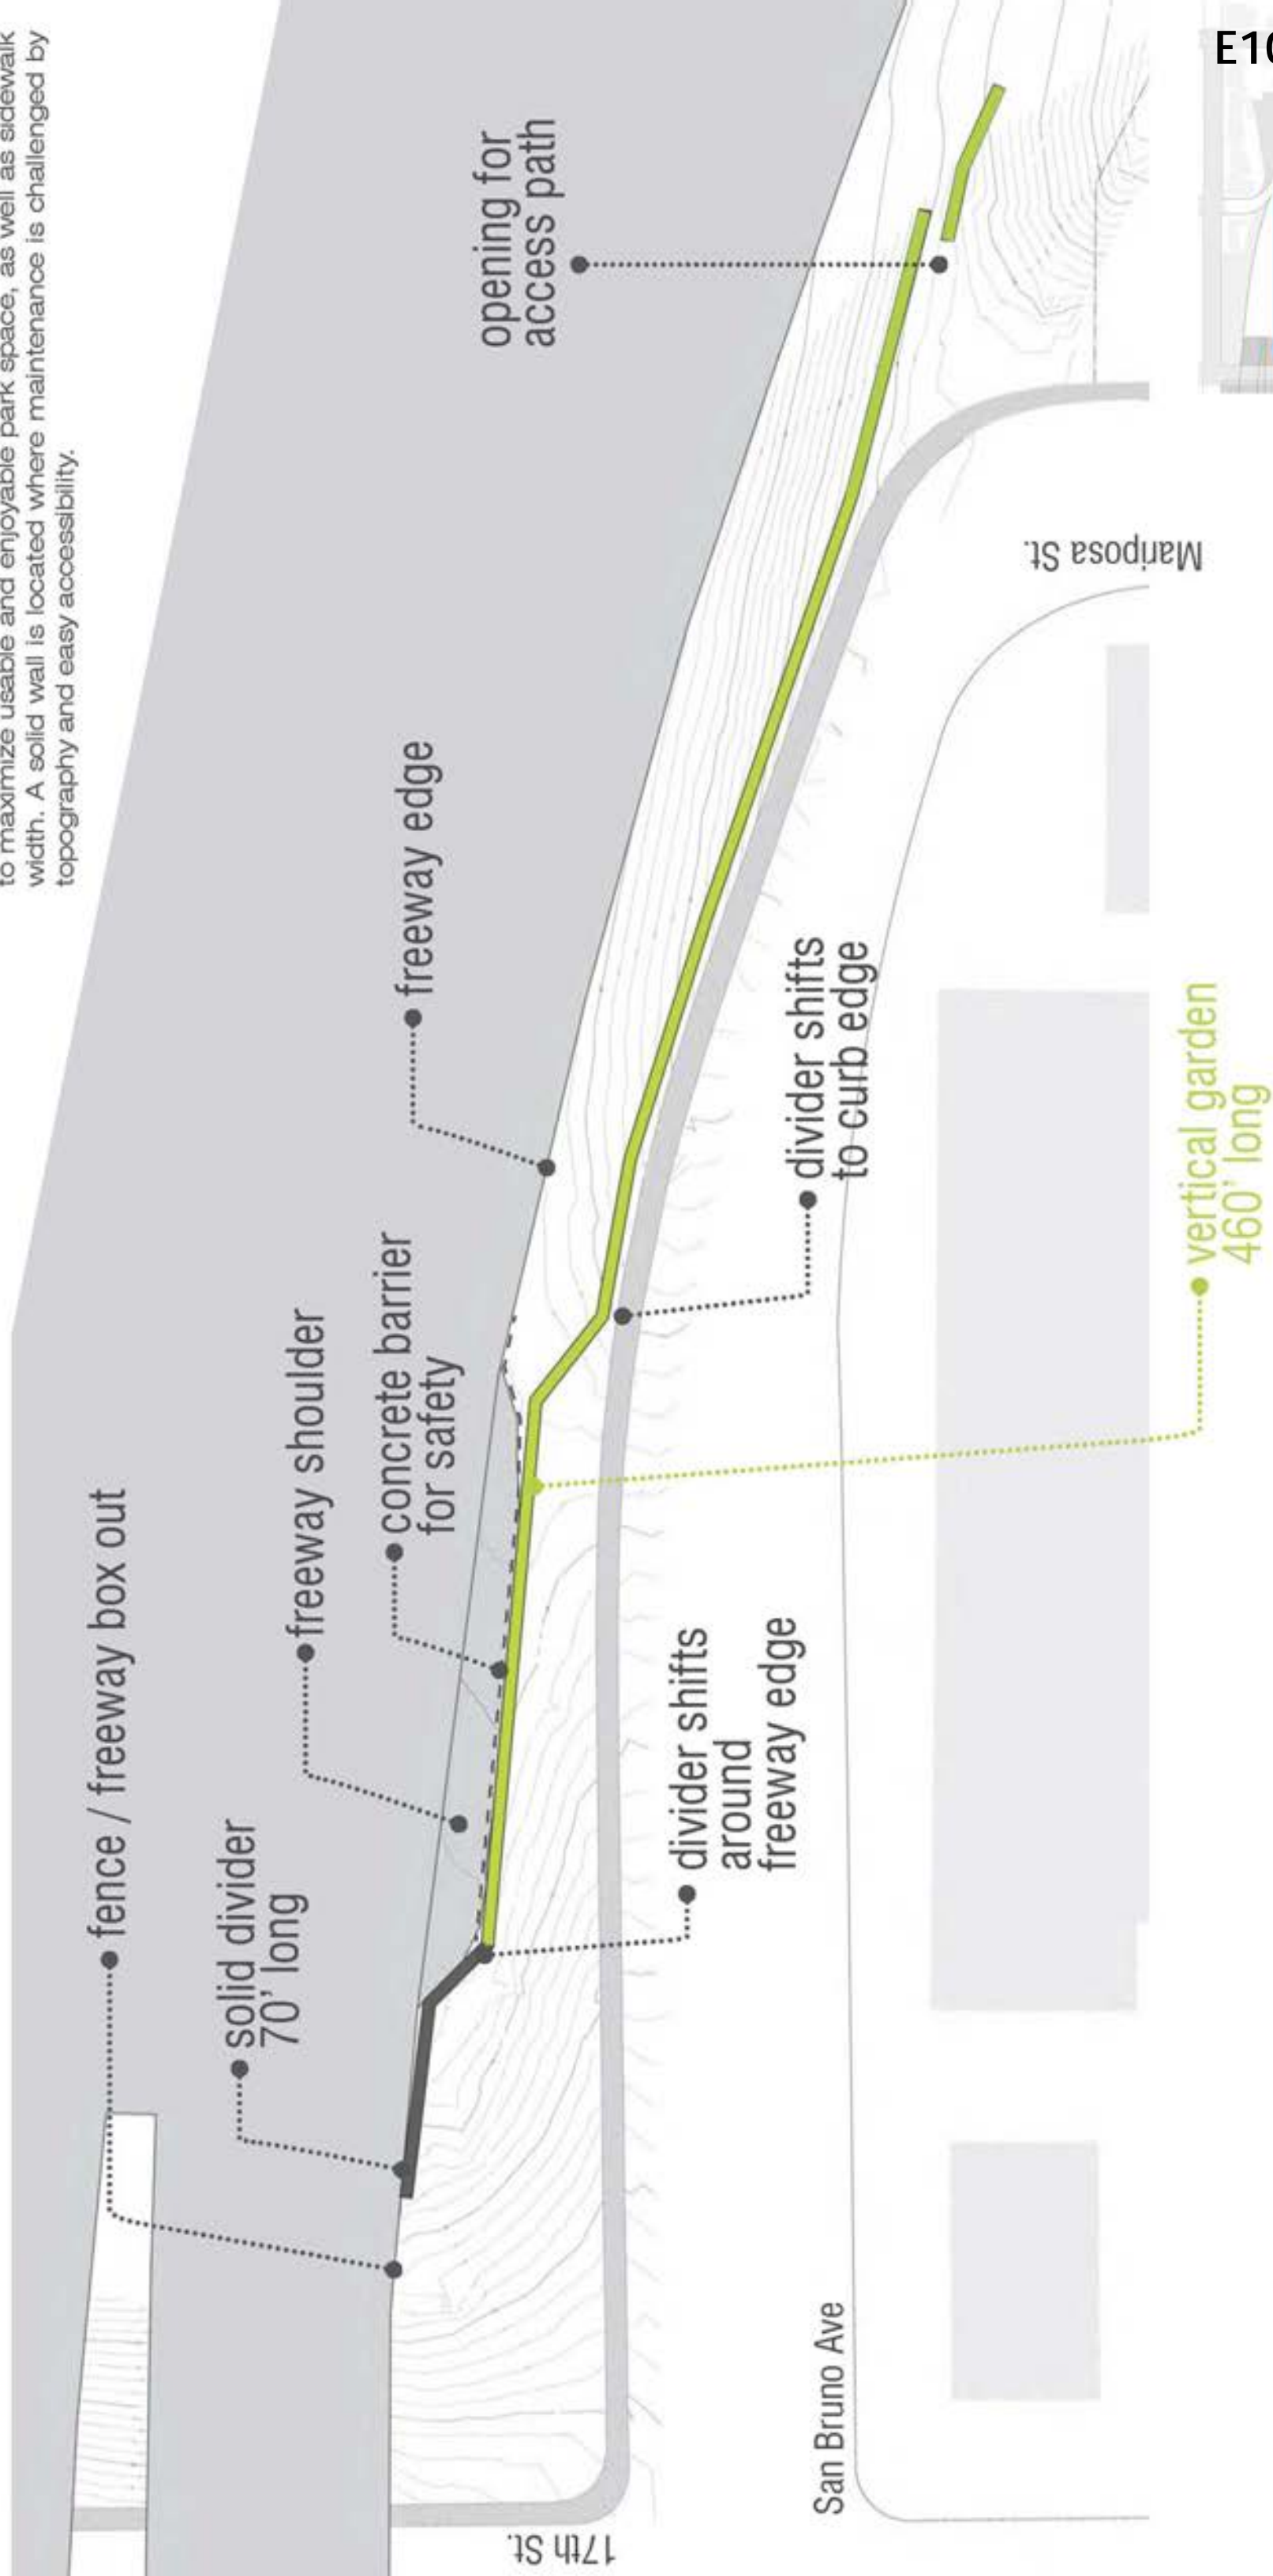 to maximize usable and enjoyable park space, as well as sidewalk
width. A solid wall is located where maintenance is challenged by
topography and easy accessibility.
fence / freeway box out
solid divider
70' long
freeway shoulder
concrete barrier
for safety
freeway edge
opening for
access path
divider shifts
around
freeway edge
divider shifts
to curb edge
vertical garden
460' long
17th St.
San Bruno Ave
Mariposa St.